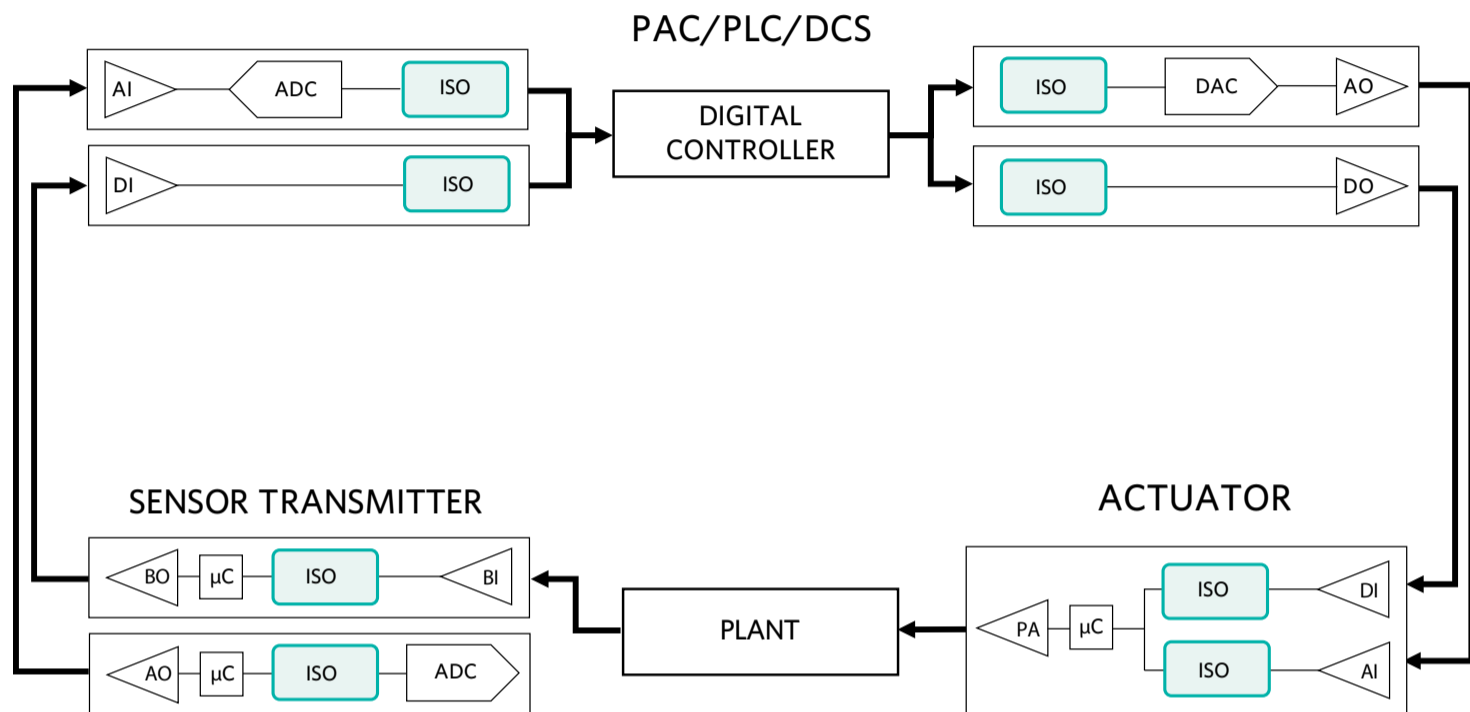 PAC/PLC/DCS
AI
ADC
ISO
DI
ISO
DIGITAL
CONTROLLER
ISO
DAC
AO
ISO
DO
SENSOR TRANSMITTER
BO
µC
ISO
BI
AO
µC
ISO
ADC
PLANT
ACTUATOR
PA
µC
ISO
DI
ISO
AI